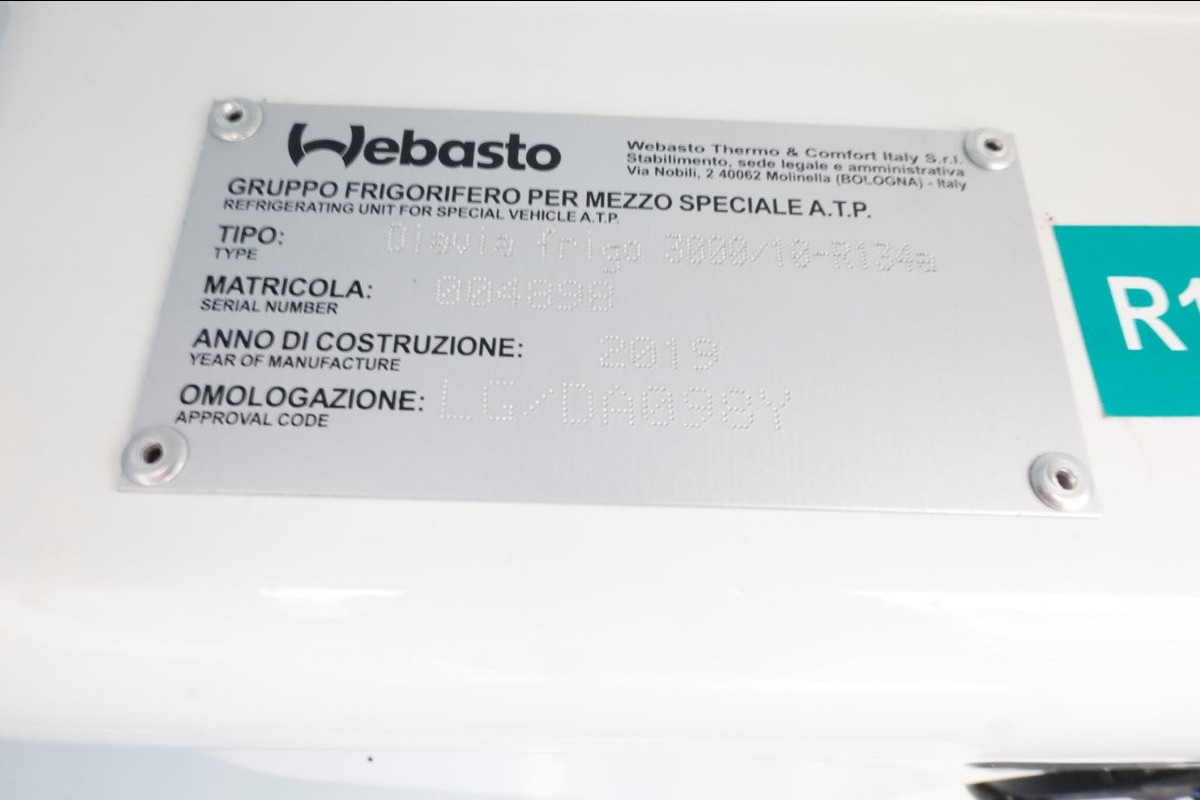 Webasto
Webasto Thermo & Comfort Italy S.r.l.
Stabilimento, sede legale e amministrativa
Via Nobili, 2 40062 Molinella (BOLOGNA) - Italy
GRUPPO FRIGORIFERO PER MEZZO SPECIALE A.T.P.
REFRIGERATING UNIT FOR SPECIAL VEHICLE A.T.P.
TIPO: Diavia frigo 3000/10-R134a
TYPE
MATRICOLA: 004890
SERIAL NUMBER
ANNO DI COSTRUZIONE: 2019
YEAR OF MANUFACTURE
OMOLOGAZIONE: LG/DA098Y
APPROVAL CODE
R1